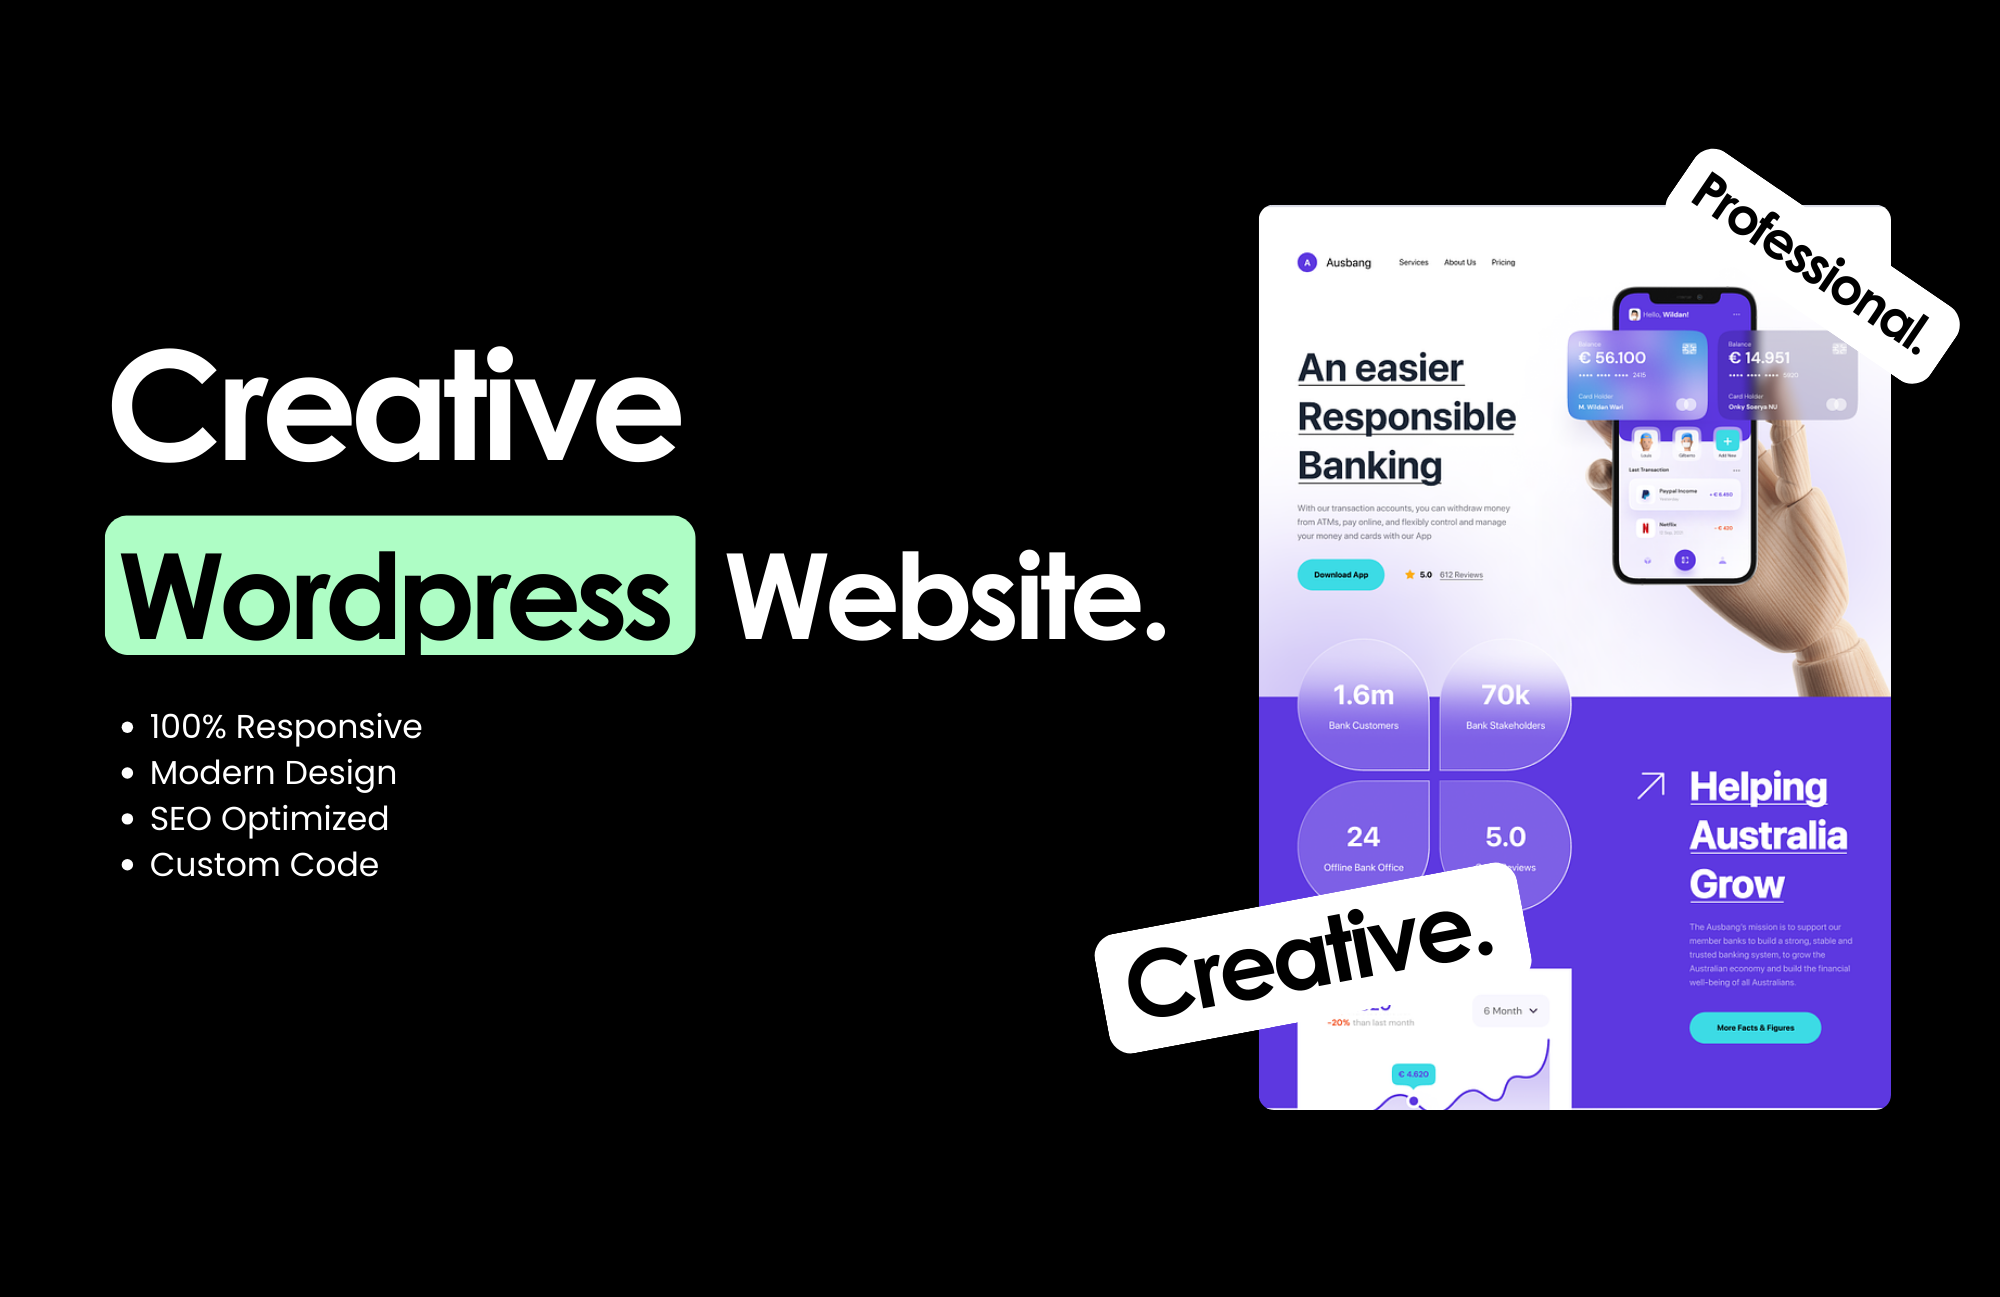 Creative
Wordpress Website.
100% Responsive
Modern Design
SEO Optimized
Custom Code
Professional.
A Ausbang Services About Us Pricing
An easier
Responsible
Banking
With our transaction accounts, you can withdraw money
from ATMs, pay online, and flexibly control and manage
your money and cards with our App
Download App
5.0 612 Reviews
Hello, Wildan!
Balance
€ 56.100
•••• •••• •••• 2415
Card Holder
M. Wildan Wari
Balance
€ 14.951
•••• •••• ••••
Card Holder
Onky Soerya NU
Louis
Add New
Last Transaction
Paypal Income
Yesterday
+ € 6.450
Netflix
- € 420
1.6m
Bank Customers
70k
Bank Stakeholders
24
Offline Bank Office
5.0
Creative.
-20% than last month
6 Month
€ 4.620
Helping
Australia
Grow
The Ausbang's mission is to support our
member banks to build a strong, stable and
trusted banking system, to grow the
Australian economy and build the financial
well-being of all Australians.
More Facts & Figures